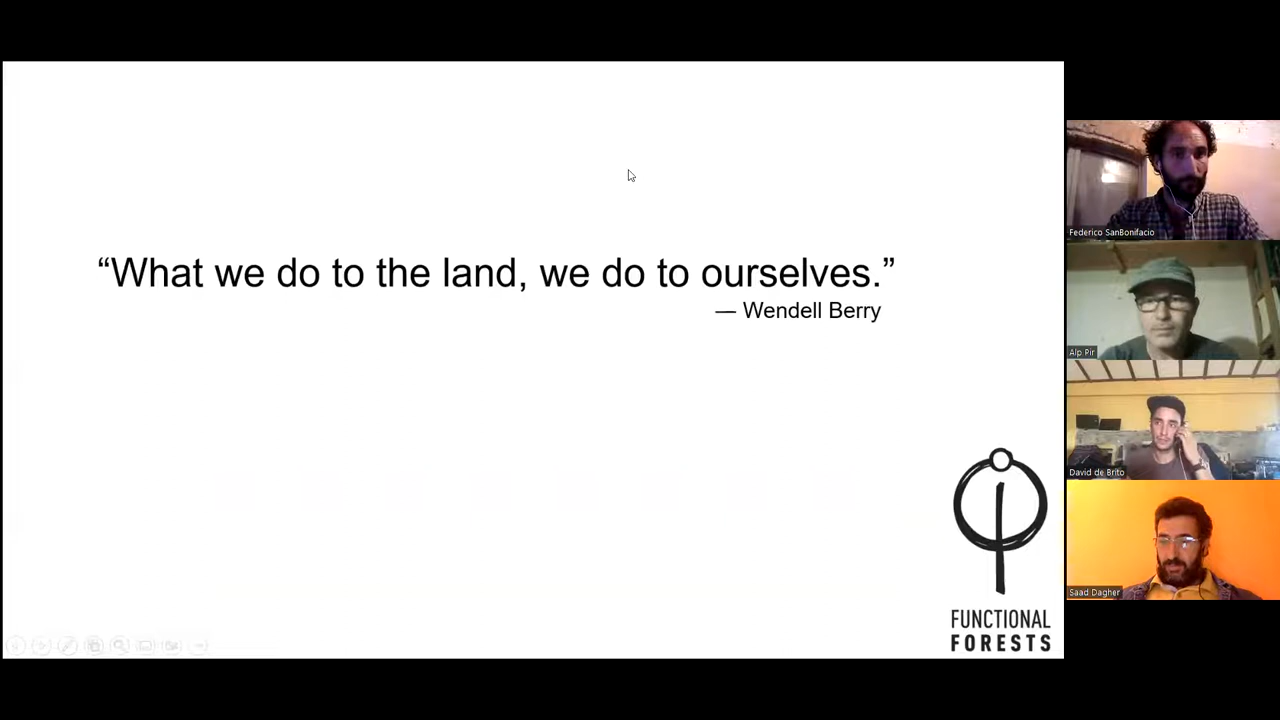 “What we do to the land, we do to ourselves.”
— Wendell Berry
FUNCTIONAL
FORESTS
Federico SanBonifacio
Alp Pir
David de Brito
Saad Dagher